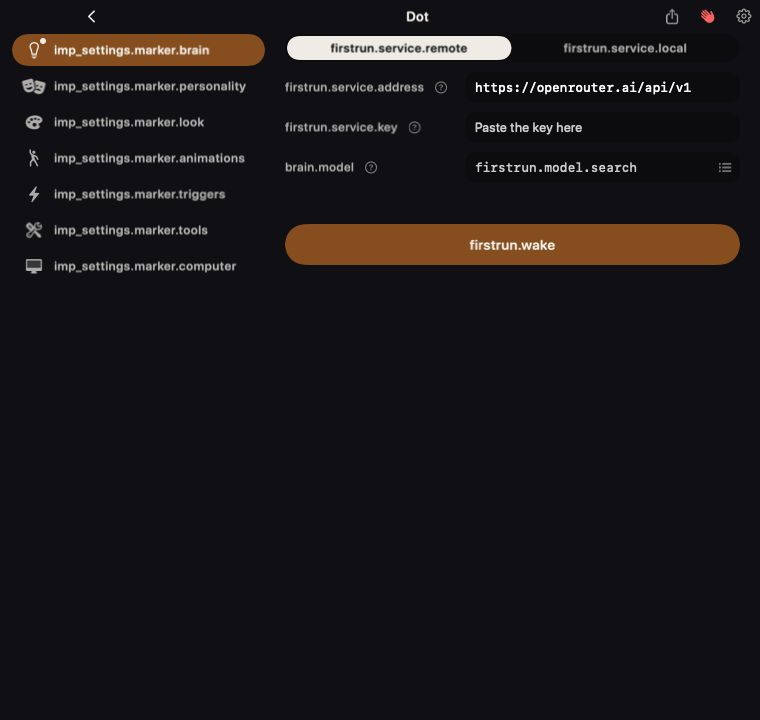 Dot
imp_settings.marker.brain
imp_settings.marker.personality
imp_settings.marker.look
imp_settings.marker.animations
imp_settings.marker.triggers
imp_settings.marker.tools
imp_settings.marker.computer
firstrun.service.remote
firstrun.service.local
firstrun.service.address ? https://openrouter.ai/api/v1
firstrun.service.key ? Paste the key here
brain.model ? firstrun.model.search
firstrun.wake